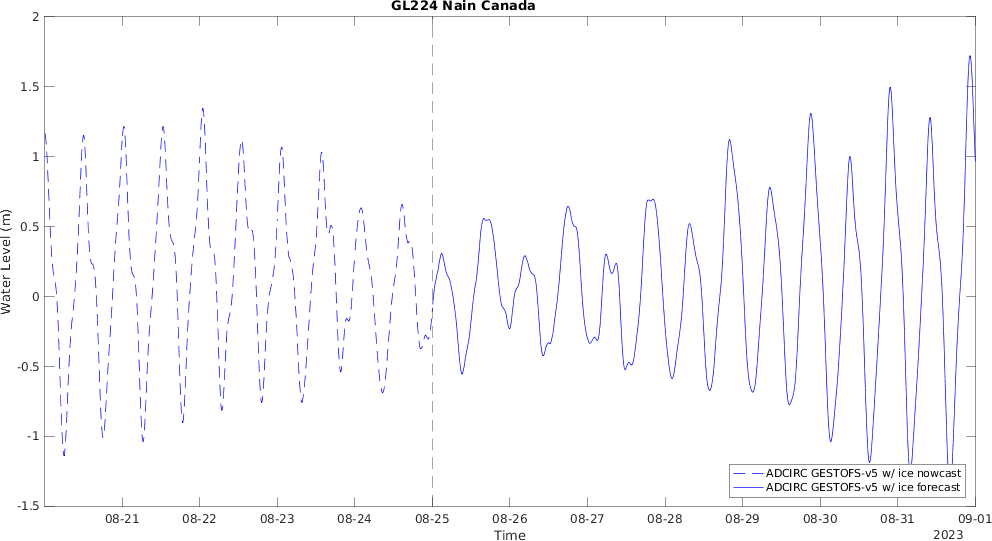 GL224 Nain Canada
2
1.5
1
0.5
0
-0.5
-1
-1.5
Water Level (m)
ADCIRC GESTOFS-v5 w/ ice nowcast
ADCIRC GESTOFS-v5 w/ ice forecast
08-21 08-22 08-23 08-24 08-25 08-26 08-27 08-28 08-29 08-30 08-31 09-01
Time
2023